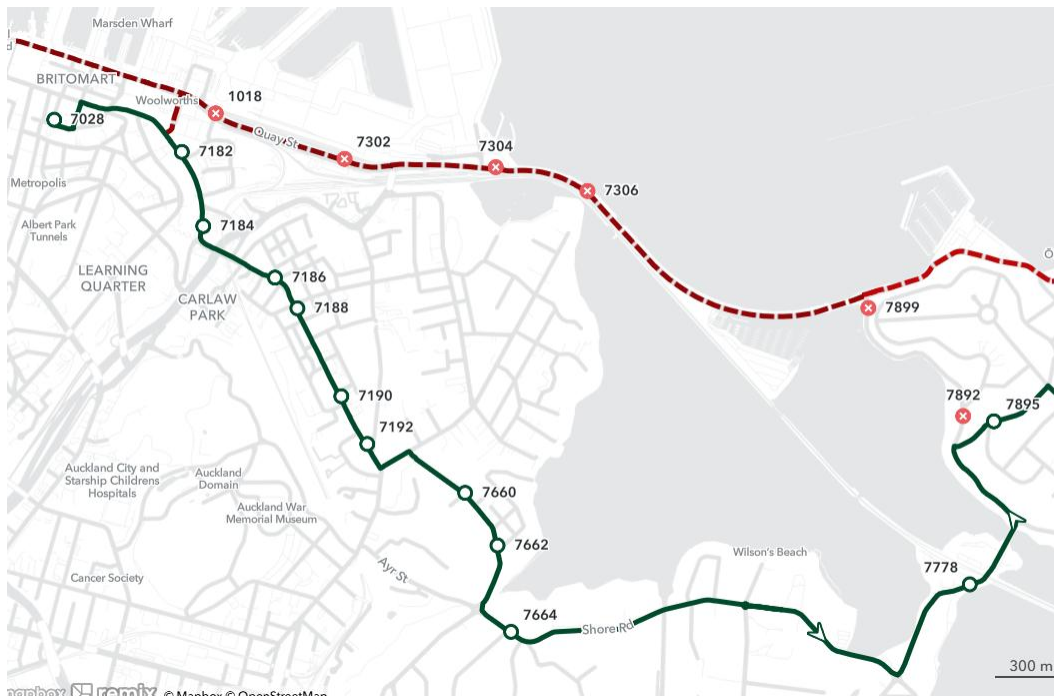 Marsden Wharf
BRITOMART
Woolworths
1018
7028
Quay St
7302
7304
7182
7306
Metropolis
Albert Park
Tunnels
7184
LEARNING
QUARTER
7186
CARLAW
PARK
7188
7899
7190
7892
7895
7192
Auckland City and
Starship Childrens
Hospitals
Auckland
Domain
7660
Auckland War
Memorial Museum
7662
Wilson's Beach
Ayr St
7778
Cancer Society
7664
Shore Rd
300 m
mapbox remix © Mapbox © OpenStreetMap